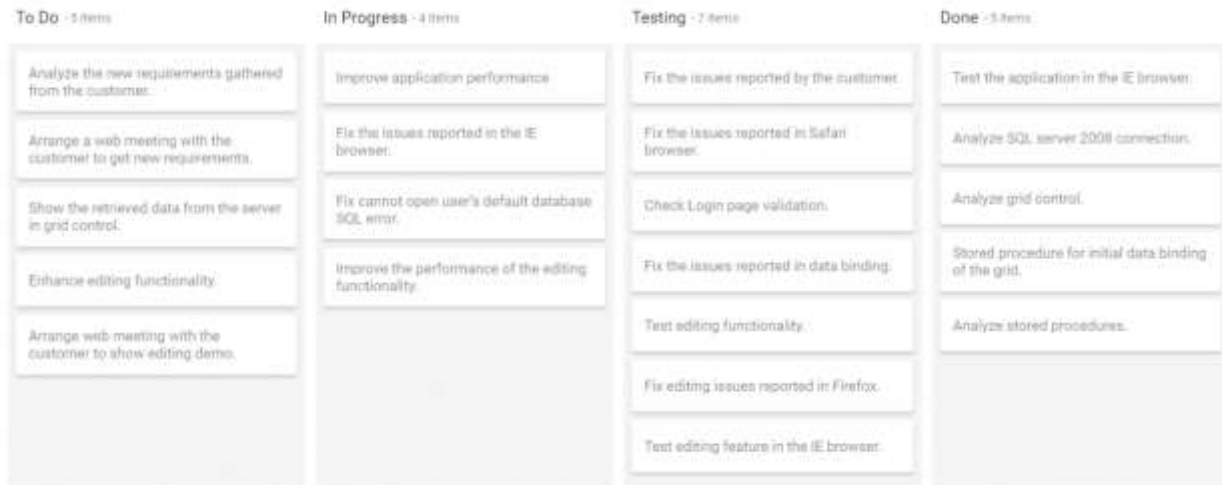 To Do - 5 items
Analyze the new requirements gathered
from the customer.
Arrange a web meeting with the
customer to get new requirements.
Show the retrieved data from the server
in grid control.
Enhance editing functionality.
Arrange web meeting with the
customer to show editing demo.
In Progress - 4 items
Improve application performance
Fix the issues reported in the IE
browser.
Fix cannot open user's default database
SQL error.
Improve the performance of the editing
functionality.
Testing - 7 items
Fix the issues reported by the customer.
Fix the issues reported in Safari
browser.
Check Login page validation.
Fix the issues reported in data binding.
Test editing functionality.
Fix editing issues reported in Firefox.
Test editing feature in the IE browser.
Done - 5 items
Test the application in the IE browser.
Analyze SQL server 2008 connection.
Analyze grid control.
Stored procedure for initial data binding
of the grid.
Analyze stored procedures.